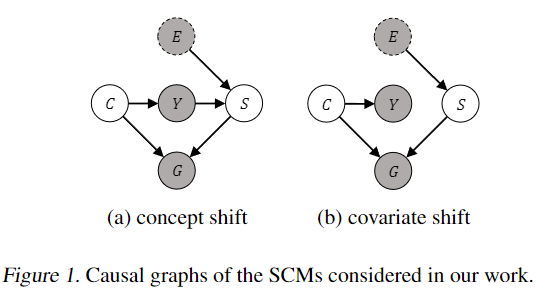 E E
C Y S C Y S
G G
(a) concept shift (b) covariate shift
Figure 1. Causal graphs of the SCMs considered in our work.